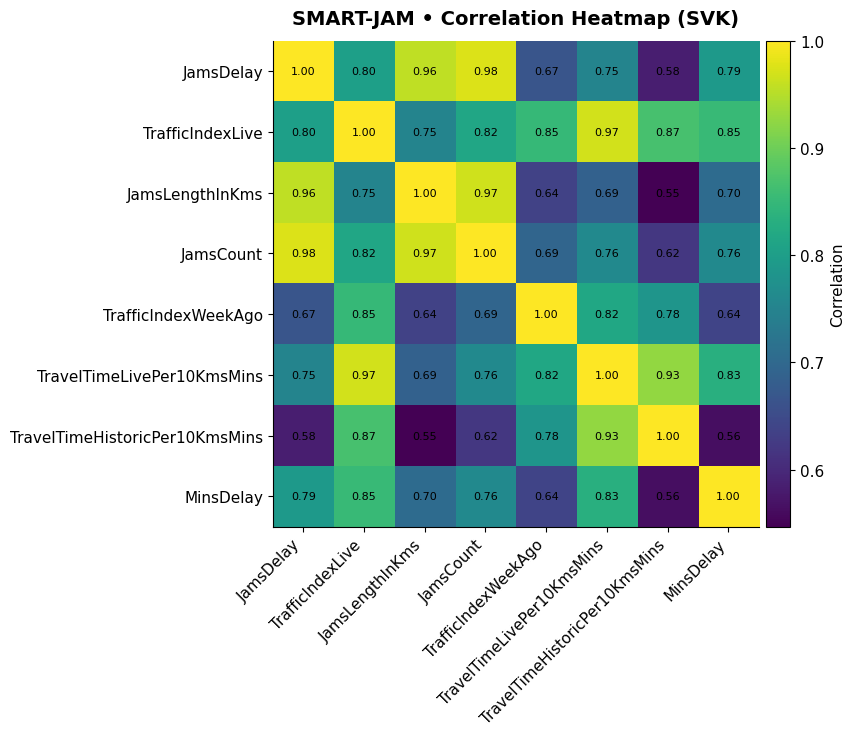 SMART-JAM • Correlation Heatmap (SVK)
JamsDelay 1.00 0.80 0.96 0.98 0.67 0.75 0.58 0.79
TrafficIndexLive 0.80 1.00 0.75 0.82 0.85 0.97 0.87 0.85
JamsLengthInKms 0.96 0.75 1.00 0.97 0.64 0.69 0.55 0.70
JamsCount 0.98 0.82 0.97 1.00 0.69 0.76 0.62 0.76
TrafficIndexWeekAgo 0.67 0.85 0.64 0.69 1.00 0.82 0.78 0.64
TravelTimeLivePer10KmsMins 0.75 0.97 0.69 0.76 0.82 1.00 0.93 0.83
TravelTimeHistoricPer10KmsMins 0.58 0.87 0.55 0.62 0.78 0.93 1.00 0.56
MinsDelay 0.79 0.85 0.70 0.76 0.64 0.83 0.56 1.00
JamsDelay
TrafficIndexLive
JamsLengthInKms
JamsCount
TrafficIndexWeekAgo
TravelTimeLivePer10KmsMins
TravelTimeHistoricPer10KmsMins
MinsDelay
1.0
0.9
0.8
0.7
0.6
Correlation